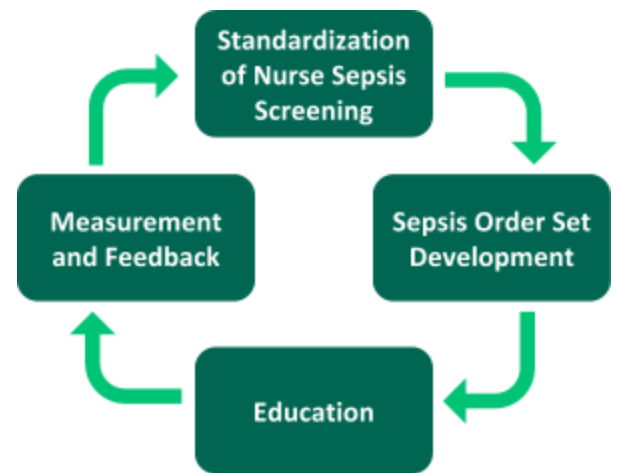 Standardization
of Nurse Sepsis
Screening
Sepsis Order Set
Development
Education
Measurement
and Feedback